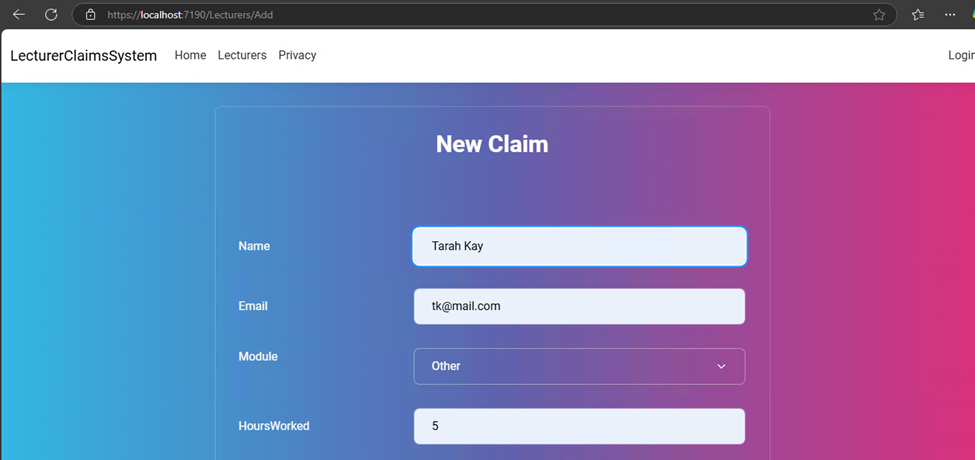 https://localhost:7190/Lecturers/Add
LecturerClaimsSystem Home Lecturers Privacy Login
New Claim
Name Tarah Kay
Email tk@mail.com
Module Other
HoursWorked 5